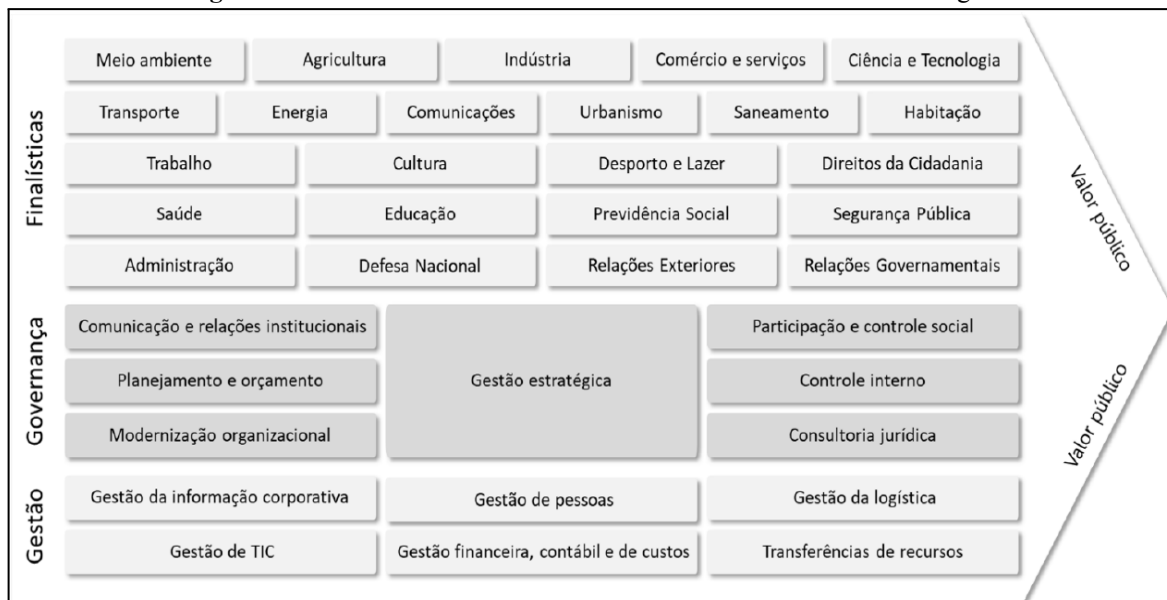 Finalísticas
Meio ambiente
Agricultura
Indústria
Comércio e serviços
Ciência e Tecnologia
Transporte
Energia
Comunicações
Urbanismo
Saneamento
Habitação
Trabalho
Cultura
Desporto e Lazer
Direitos da Cidadania
Saúde
Educação
Previdência Social
Segurança Pública
Administração
Defesa Nacional
Relações Exteriores
Relações Governamentais
Governança
Comunicação e relações institucionais
Planejamento e orçamento
Modernização organizacional
Gestão estratégica
Participação e controle social
Controle interno
Consultoria jurídica
Gestão
Gestão da informação corporativa
Gestão de pessoas
Gestão da logística
Gestão de TIC
Gestão financeira, contábil e de custos
Transferências de recursos
Valor público
Valor público